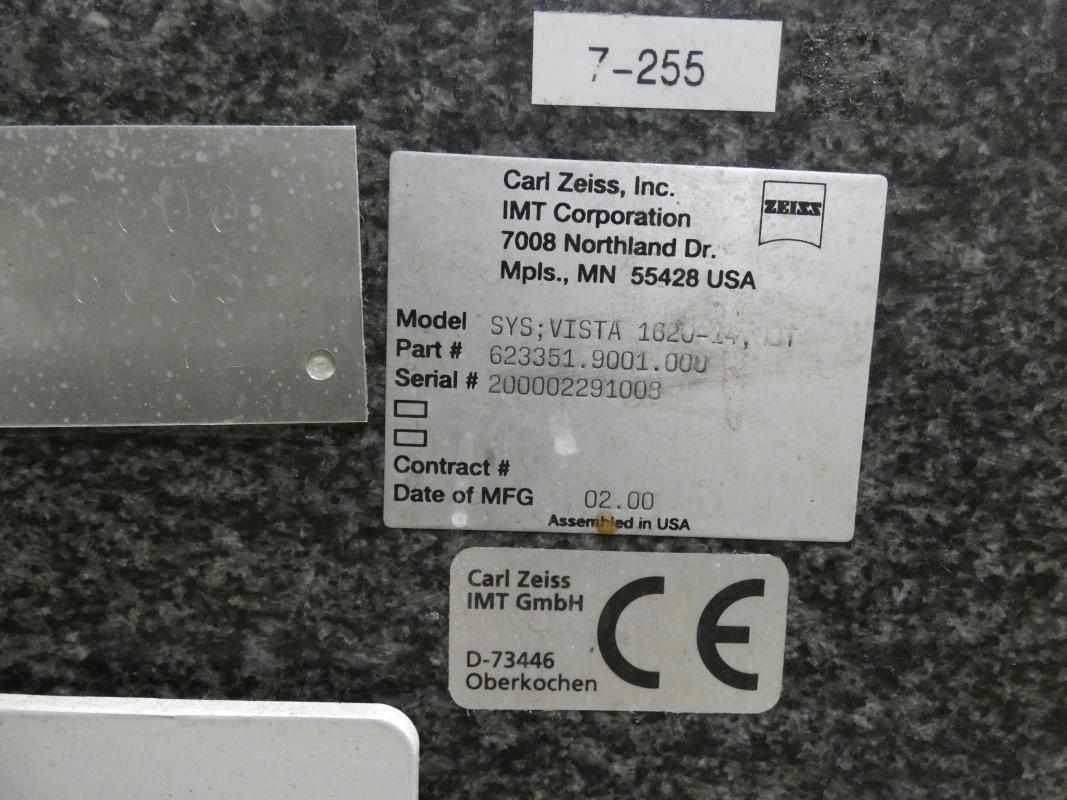 7-255
Carl Zeiss, Inc.
IMT Corporation
7008 Northland Dr.
Mpls., MN 55428 USA
ZEISS
Model SYS;VISTA 1620-14,
Part # 623351.9001.000
Serial # 200002291008
Contract #
Date of MFG 02.00
Assembled in USA
Carl Zeiss
IMT GmbH
D-73446
Oberkochen
CE